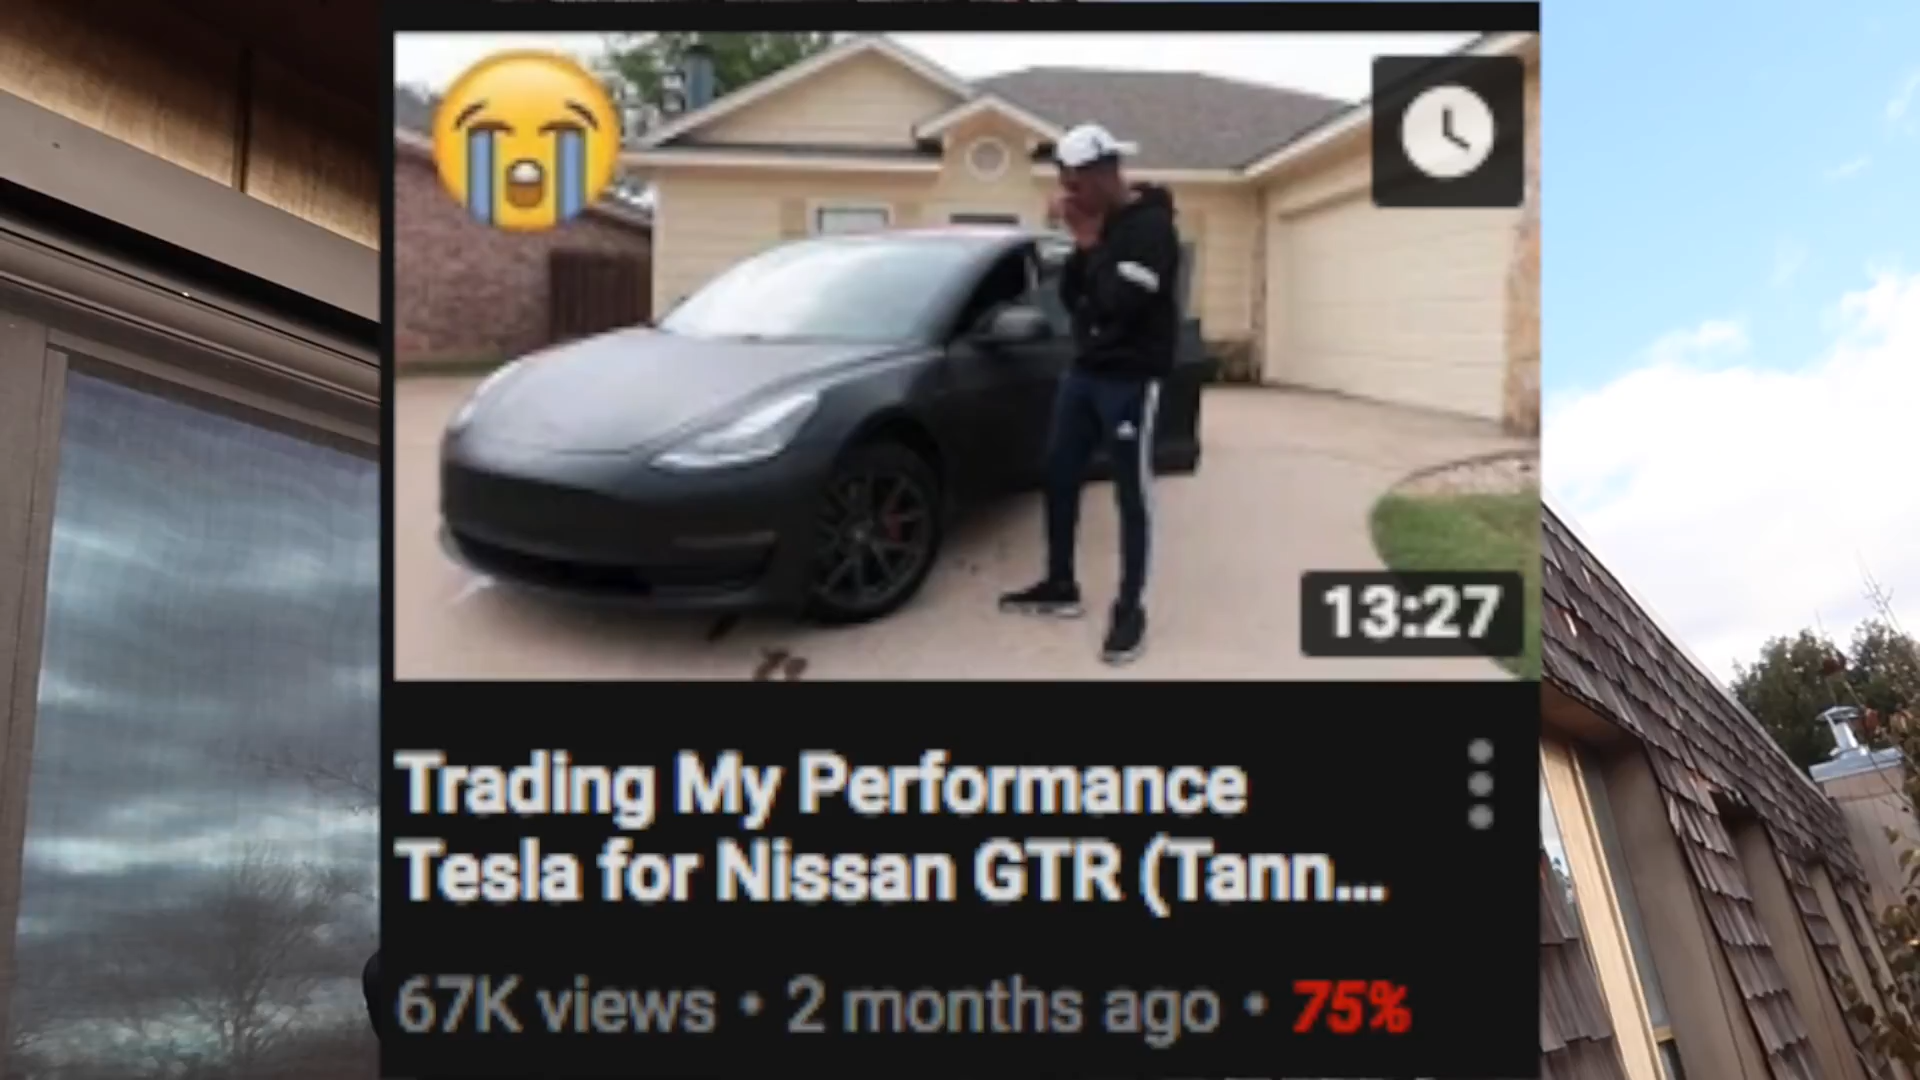 13:27
Trading My Performance
Tesla for Nissan GTR (Tann...
67K views • 2 months ago • 75%